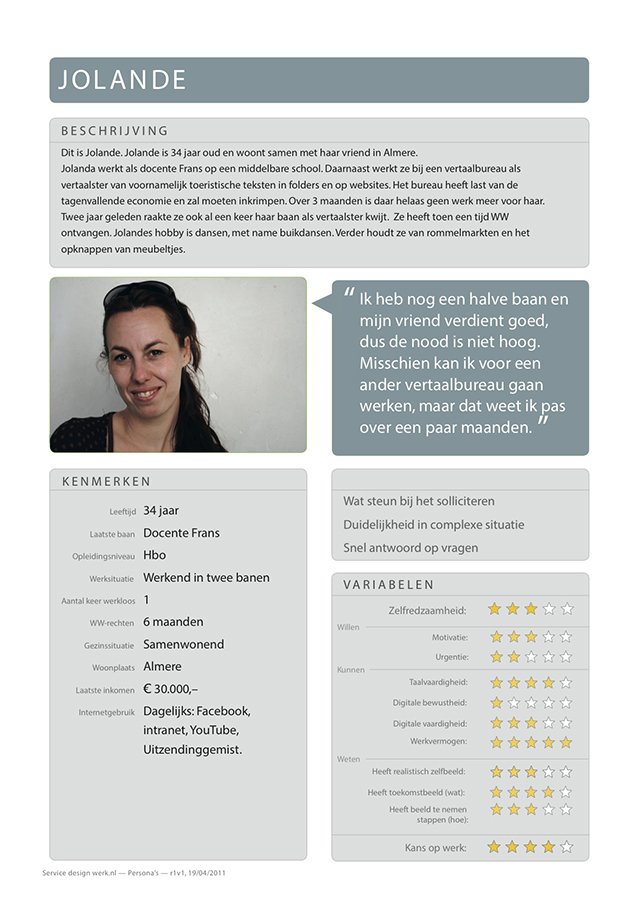 JOLANDE
BESCHRIJVING
Dit is Jolande. Jolande is 34 jaar oud en woont samen met haar vriend in Almere.
Jolanda werkt als docente Frans op een middelbare school. Daarnaast werkt ze bij een vertaalbureau als
vertaalster van voornamelijk toeristische teksten in folders en op websites. Het bureau heeft last van de
tegenvallende economie en zal moeten inkrimpen. Over 3 maanden is daar helaas geen werk meer voor haar.
Twee jaar geleden raakte ze ook al een keer haar baan als vertaalster kwijt. Ze heeft toen een tijd WW
ontvangen. Jolandes hobby is dansen, met name buikdansen. Verder houdt ze van rommelmarkten en het
opknappen van meubeltjes.
“ Ik heb nog een halve baan en
mijn vriend verdient goed,
dus de nood is niet hoog.
Misschien kan ik voor een
ander vertaalbureau gaan
werken, maar dat weet ik pas
over een paar maanden. ”
KENMERKEN
Leeftijd 34 jaar
Laatste baan Docente Frans
Opleidingsniveau Hbo
Werksituatie Werkend in twee banen
Aantal keer werkloos 1
WW-rechten 6 maanden
Gezinssituatie Samenwonend
Woonplaats Almere
Laatste inkomen € 30.000,–
Internetgebruik Dagelijks: Facebook,
intranet, YouTube,
Uitzendinggemist.
Wat steun bij het solliciteren
Duidelijkheid in complexe situatie
Snel antwoord op vragen
VARIABELEN
Zelfredzaamheid:
Willen
Motivatie:
Urgentie:
Kunnen
Taalvaardigheid:
Digitale bewustheid:
Digitale vaardigheid:
Werkvermogen:
Weten
Heeft realistisch zelfbeeld:
Heeft toekomstbeeld (wat):
Heeft beeld te nemen
stappen (hoe):
Kans op werk:
Service design werk.nl — Persona's — r1v1, 19/04/2011